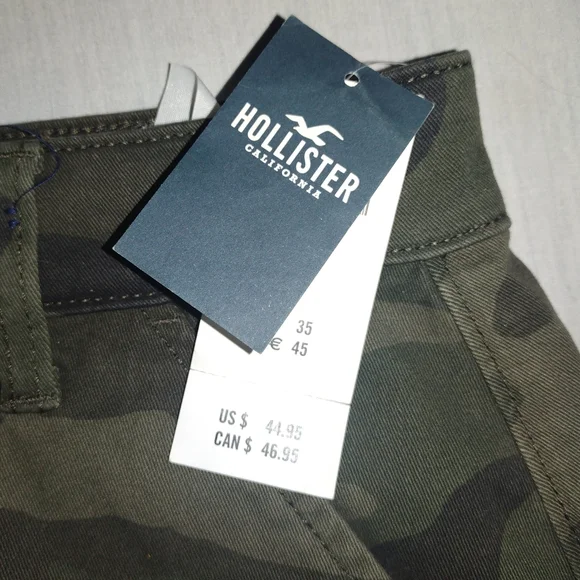 HOLLISTER
CALIFORNIA
35
€ 45
US $ 44.95
CAN $ 46.95